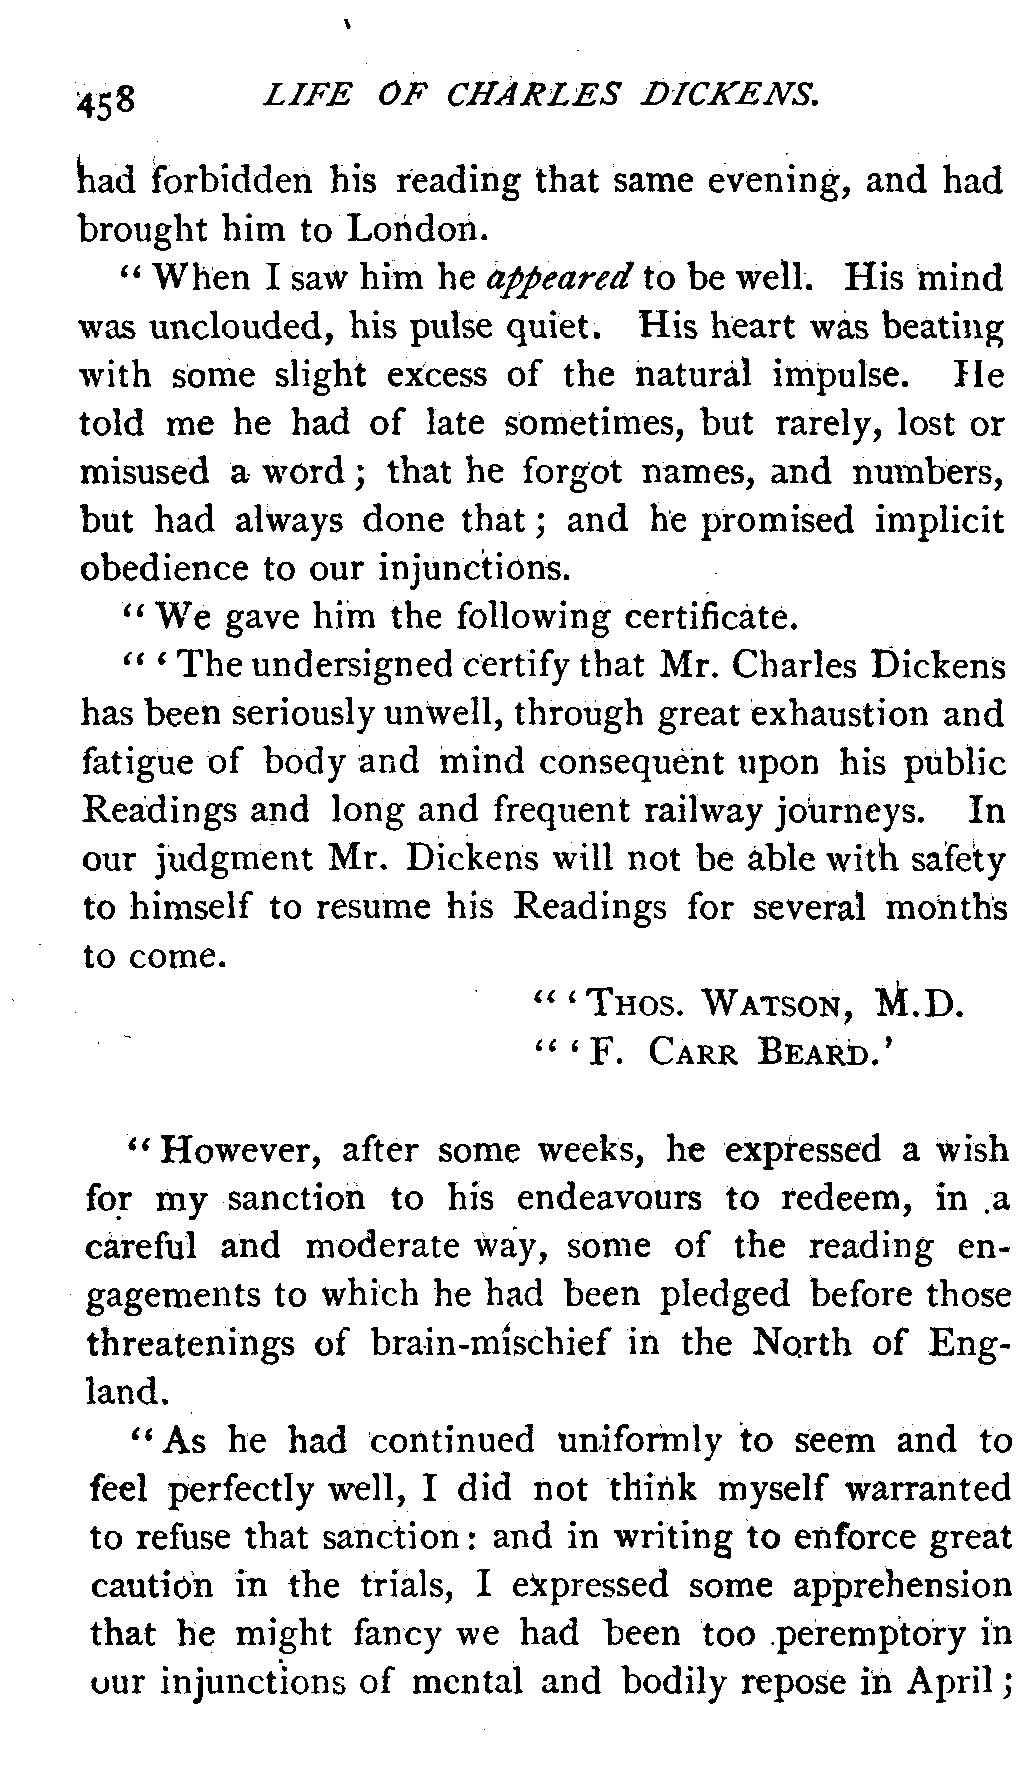 458 LIFE OF CHARLES DICKENS.
had forbidden his reading that same evening, and had
brought him to London.
“ When I saw him he appeared to be well. His mind
was unclouded, his pulse quiet. His heart was beating
with some slight excess of the natural impulse. He
told me he had of late sometimes, but rarely, lost or
misused a word ; that he forgot names, and numbers,
but had always done that ; and he promised implicit
obedience to our injunctions.
“ We gave him the following certificate.
“ ‘ The undersigned certify that Mr. Charles Dickens
has been seriously unwell, through great exhaustion and
fatigue of body and mind consequent upon his public
Readings and long and frequent railway journeys. In
our judgment Mr. Dickens will not be able with safety
to himself to resume his Readings for several months
to come.
“ ‘ THOS. WATSON, M.D.
“ ‘ F. CARR BEARD.’
“ However, after some weeks, he expressed a wish
for my sanction to his endeavours to redeem, in a
careful and moderate way, some of the reading en-
gagements to which he had been pledged before those
threatenings of brain-mischief in the North of Eng-
land.
“ As he had continued uniformly to seem and to
feel perfectly well, I did not think myself warranted
to refuse that sanction : and in writing to enforce great
caution in the trials, I expressed some apprehension
that he might fancy we had been too peremptory in
our injunctions of mental and bodily repose in April ;